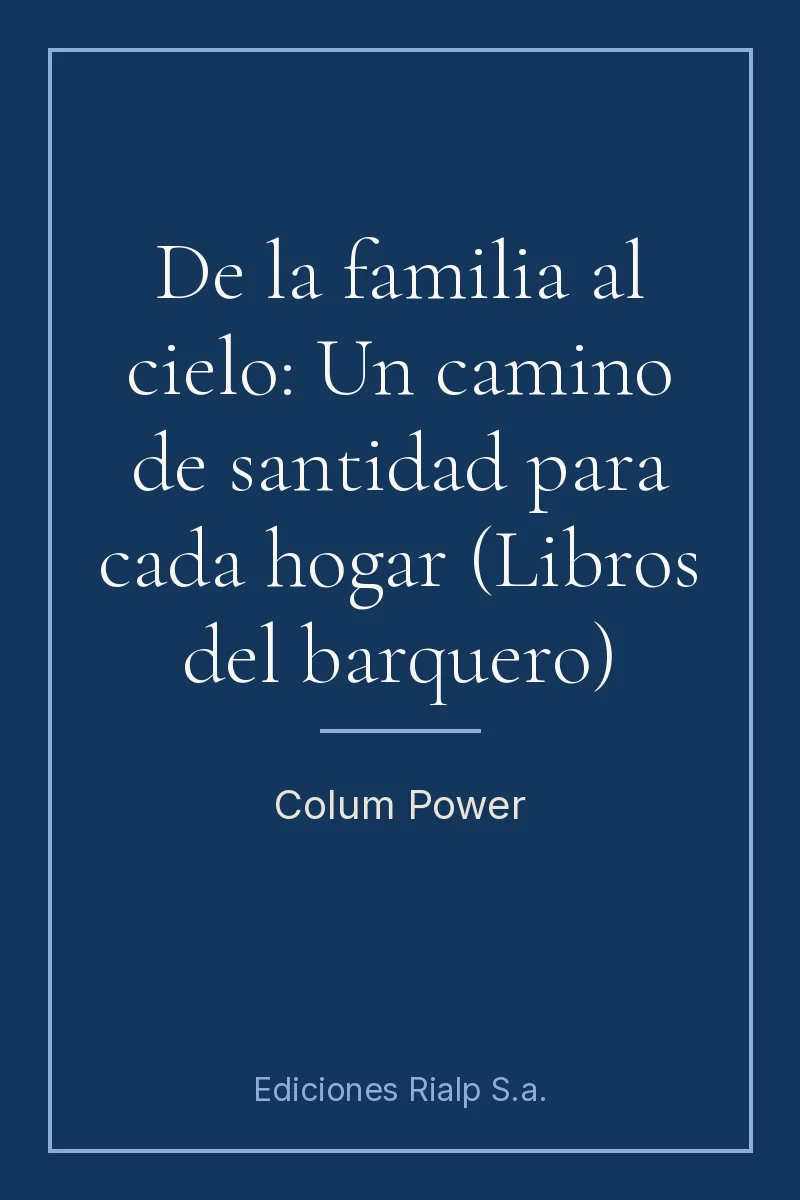 De la familia al
cielo: Un camino
de santidad para
cada hogar (Libros
del barquero)
Colum Power
Ediciones Rialp S.a.